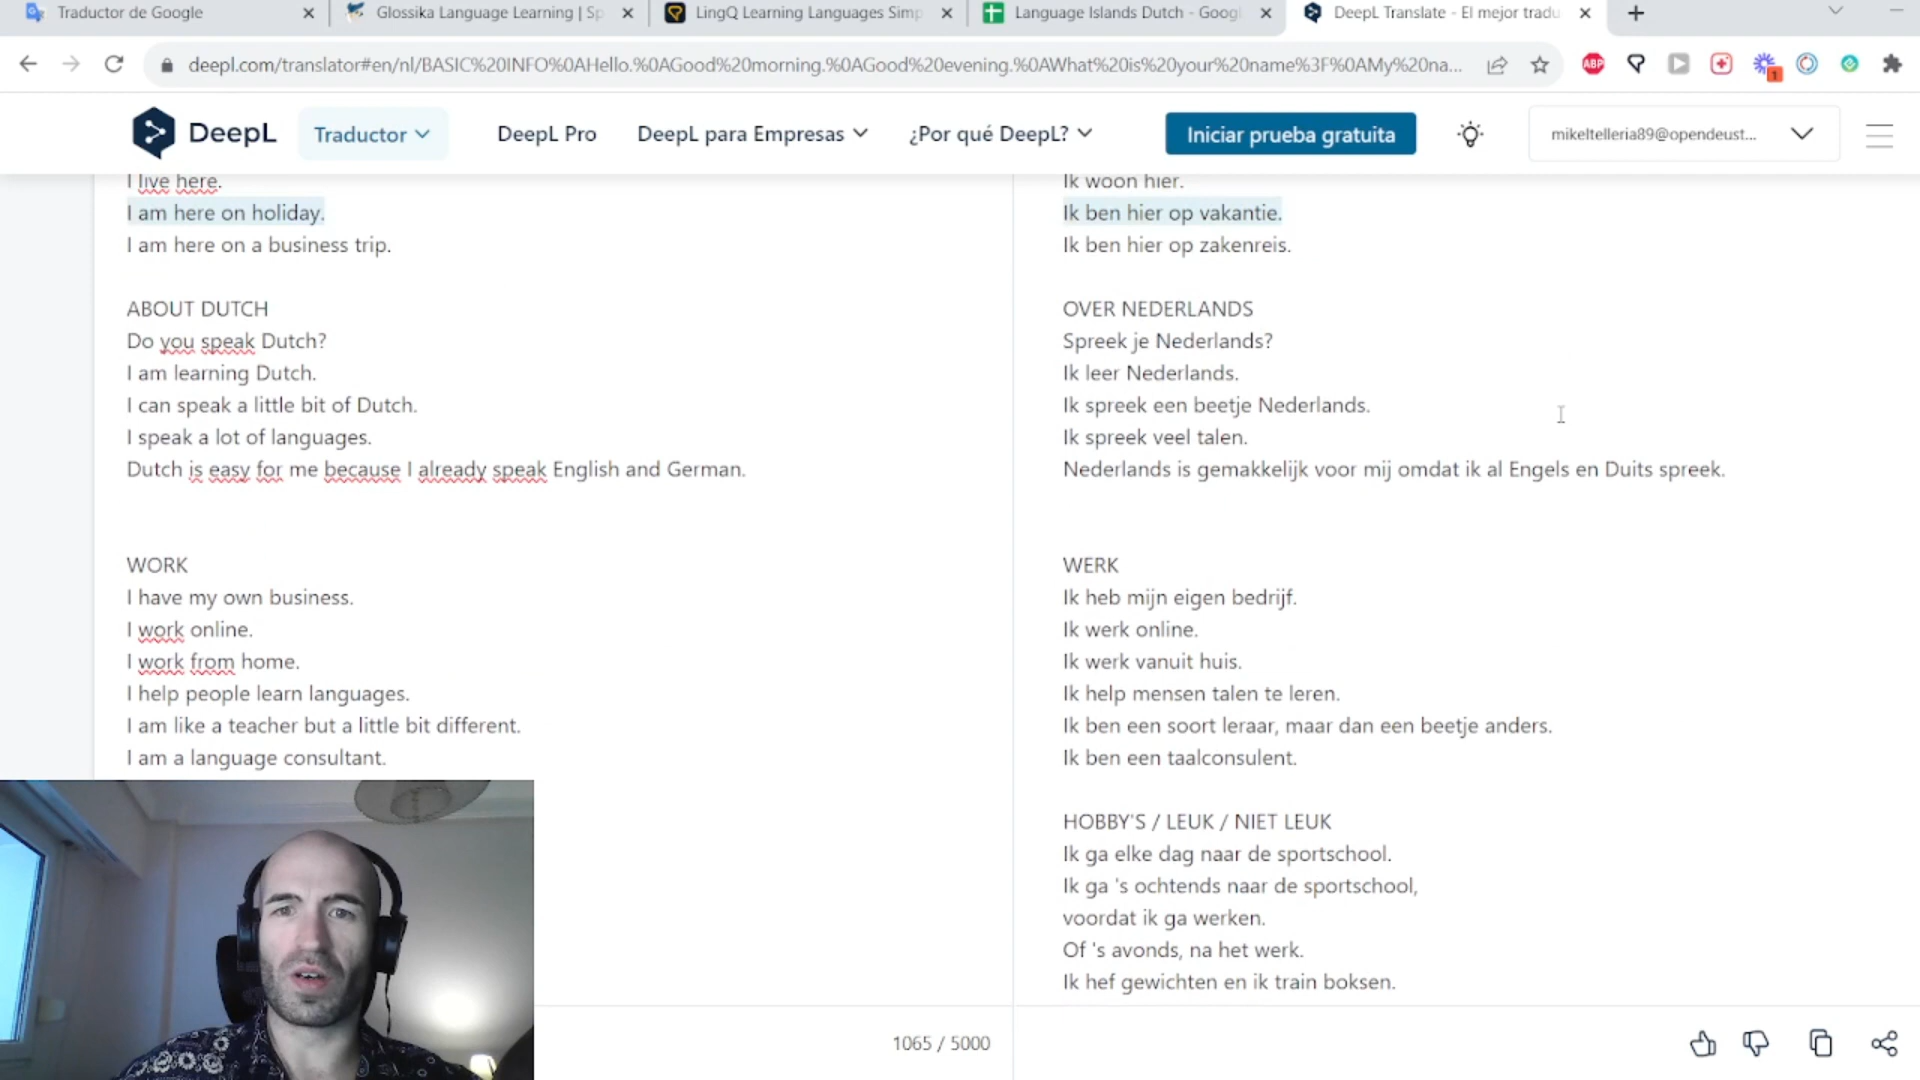 Traductor de Google
Glossika Language Learning | Sp
LingQ Learning Languages Simp
Language Islands Dutch - Googl
DeepL Translate - El mejor tradu
deepl.com/translator#en/nl/BASIC%20INFO%0AHello.%0AGood%20morning.%0AGood%20evening.%0AWhat%20is%20your%20name%3F%0AMy%20na...
ABP
1
DeepL
Traductor
DeepL Pro
DeepL para Empresas
¿Por qué DeepL?
Iniciar prueba gratuita
mikeltelleria89@opendeust...
I live here.
I am here on holiday.
I am here on a business trip.
ABOUT DUTCH
Do you speak Dutch?
I am learning Dutch.
I can speak a little bit of Dutch.
I speak a lot of languages.
Dutch is easy for me because I already speak English and German.
WORK
I have my own business.
I work online.
I work from home.
I help people learn languages.
I am like a teacher but a little bit different.
I am a language consultant.
1065 / 5000
Ik woon hier.
Ik ben hier op vakantie.
Ik ben hier op zakenreis.
OVER NEDERLANDS
Spreek je Nederlands?
Ik leer Nederlands.
Ik spreek een beetje Nederlands.
Ik spreek veel talen.
Nederlands is gemakkelijk voor mij omdat ik al Engels en Duits spreek.
WERK
Ik heb mijn eigen bedrijf.
Ik werk online.
Ik werk vanuit huis.
Ik help mensen talen te leren.
Ik ben een soort leraar, maar dan een beetje anders.
Ik ben een taalconsulent.
HOBBY'S / LEUK / NIET LEUK
Ik ga elke dag naar de sportschool.
Ik ga 's ochtends naar de sportschool,
voordat ik ga werken.
Of 's avonds, na het werk.
Ik hef gewichten en ik train boksen.